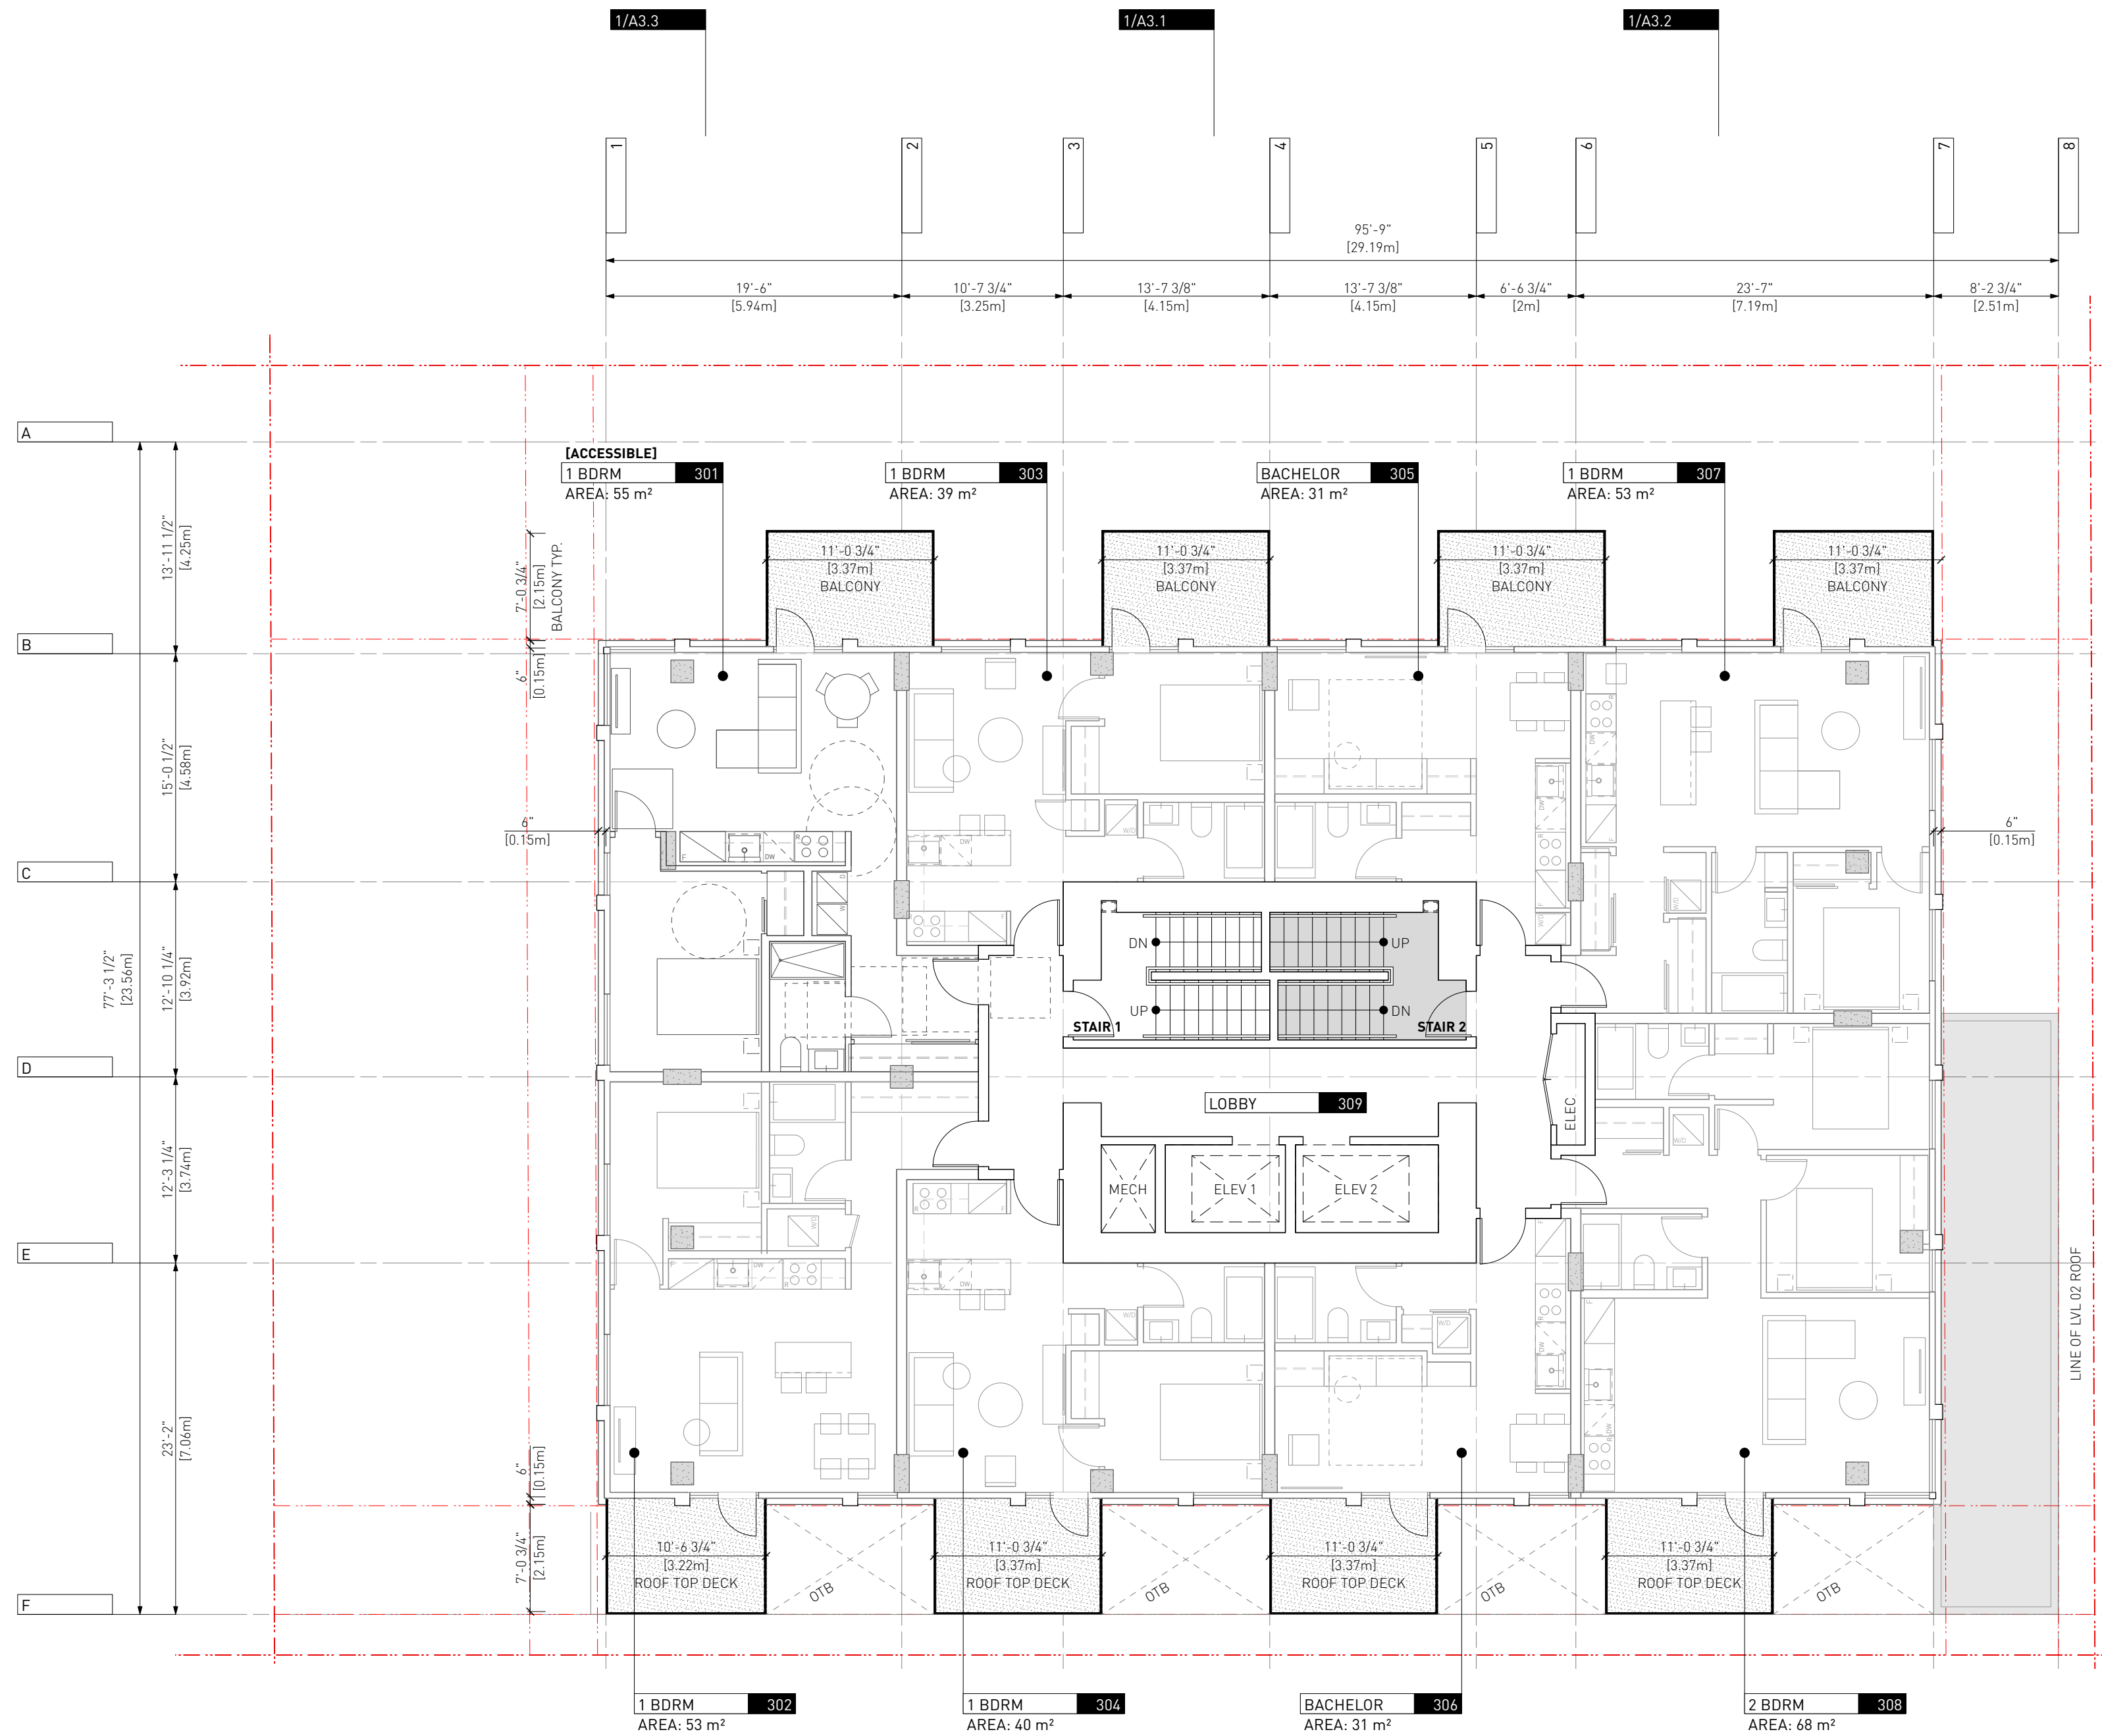 1/A3.3
1/A3.1
1/A3.2
1
2
3
4
5
6
7
8
95'-9"
[29.19m]
19'-6"
[5.94m]
10'-7 3/4"
[3.25m]
13'-7 3/8"
[4.15m]
13'-7 3/8"
[4.15m]
6'-6 3/4"
[2m]
23'-7"
[7.19m]
8'-2 3/4"
[2.51m]
A
B
C
D
E
F
77'-3 1/2"
[23.56m]
13'-11 1/2"
[4.25m]
15'-0 1/2"
[4.58m]
12'-10 1/4"
[3.92m]
12'-3 1/4"
[3.74m]
23'-2"
[7.06m]
[ACCESSIBLE]
1 BDRM 301
AREA: 55 m²
1 BDRM 303
AREA: 39 m²
BACHELOR 305
AREA: 31 m²
1 BDRM 307
AREA: 53 m²
7'-0 3/4"
[2.15m]
BALCONY TYP.
6"
[0.15m]
11'-0 3/4"
[3.37m]
BALCONY
11'-0 3/4"
[3.37m]
BALCONY
11'-0 3/4"
[3.37m]
BALCONY
11'-0 3/4"
[3.37m]
BALCONY
6"
[0.15m]
6"
[0.15m]
F
DW
R
D
W
DW
W/D
F
DW
R
F
W/D
R
DW
F
W/D
DN
UP
UP
DN
STAIR 1
STAIR 2
LOBBY 309
ELEC
MECH
ELEV 1
ELEV 2
W/D
W/D
F
DW
R
R
F
DW
W/D
W/D
F
R
DW
F
DW
R
LINE OF LVL 02 ROOF
6"
[0.15m]
7'-0 3/4"
[2.15m]
10'-6 3/4"
[3.22m]
ROOF TOP DECK
OTB
11'-0 3/4"
[3.37m]
ROOF TOP DECK
OTB
11'-0 3/4"
[3.37m]
ROOF TOP DECK
OTB
11'-0 3/4"
[3.37m]
ROOF TOP DECK
OTB
1 BDRM 302
AREA: 53 m²
1 BDRM 304
AREA: 40 m²
BACHELOR 306
AREA: 31 m²
2 BDRM 308
AREA: 68 m²